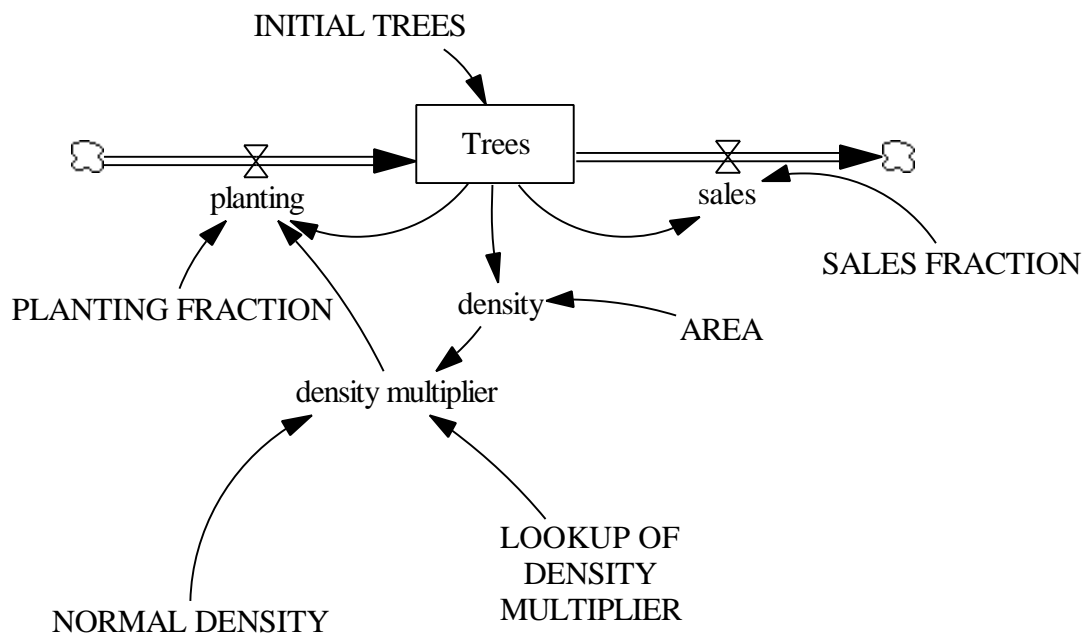 INITIAL TREES
Trees
planting
sales
SALES FRACTION
PLANTING FRACTION
density
AREA
density multiplier
LOOKUP OF
DENSITY
MULTIPLIER
NORMAL DENSITY